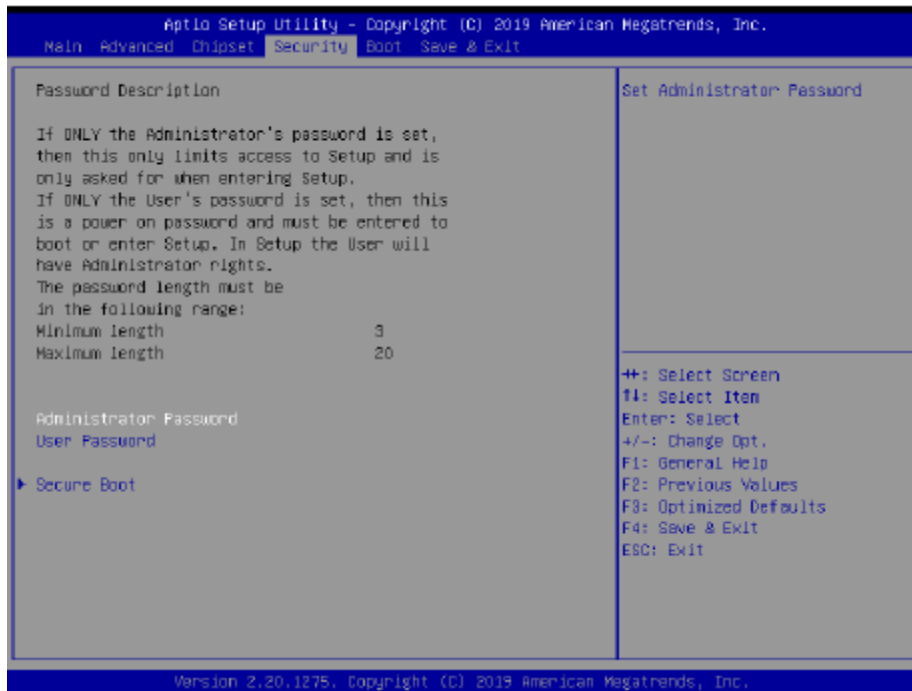 Aptio Setup Utility - Copyright (C) 2019 American Megatrends, Inc.
Main Advanced Chipset Security Boot Save & Exit
Password Description
If ONLY the Administrator's password is set,
then this only limits access to Setup and is
only asked for when entering Setup.
If ONLY the User's password is set, then this
is a power on password and must be entered to
boot or enter Setup. In Setup the User will
have Administrator rights.
The password length must be
in the following range:
Minimum length 3
Maximum length 20
Administrator Password
User Password
Secure Boot
Set Administrator Password
→←: Select Screen
↑↓: Select Item
Enter: Select
+/-: Change Opt.
F1: General Help
F2: Previous Values
F3: Optimized Defaults
F4: Save & Exit
ESC: Exit
Version 2.20.1275. Copyright (C) 2019 American Megatrends, Inc.